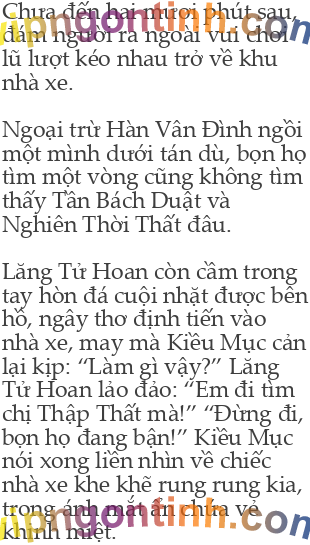 Chưa đến hai mươi phút sau,
đám người ra ngoài vui chơi
lũ lượt kéo nhau trở về khu
nhà xe.
Ngoại trừ Hàn Vân Đình ngồi
một mình dưới tán dù, bọn họ
tìm một vòng cũng không tìm
thấy Tần Bách Duật và
Nghiên Thời Thất đâu.
Lăng Tử Hoan còn cầm trong
tay hòn đá cuội nhặt được bên
hồ, ngây thơ định tiến vào
nhà xe, may mà Kiều Mục cản
lại kịp: “Làm gì vậy?” Lăng
Tử Hoan lảo đảo: “Em đi tìm
chị Thập Thất mà!” “Đừng đi,
bọn họ đang bận!” Kiều Mục
nói xong liền nhìn về chiếc
nhà xe khe khẽ rung rung kia,
trong ánh mắt ẩn chứa vẻ
khinh miệt.
vipngontinh.com
vipngontinh.com